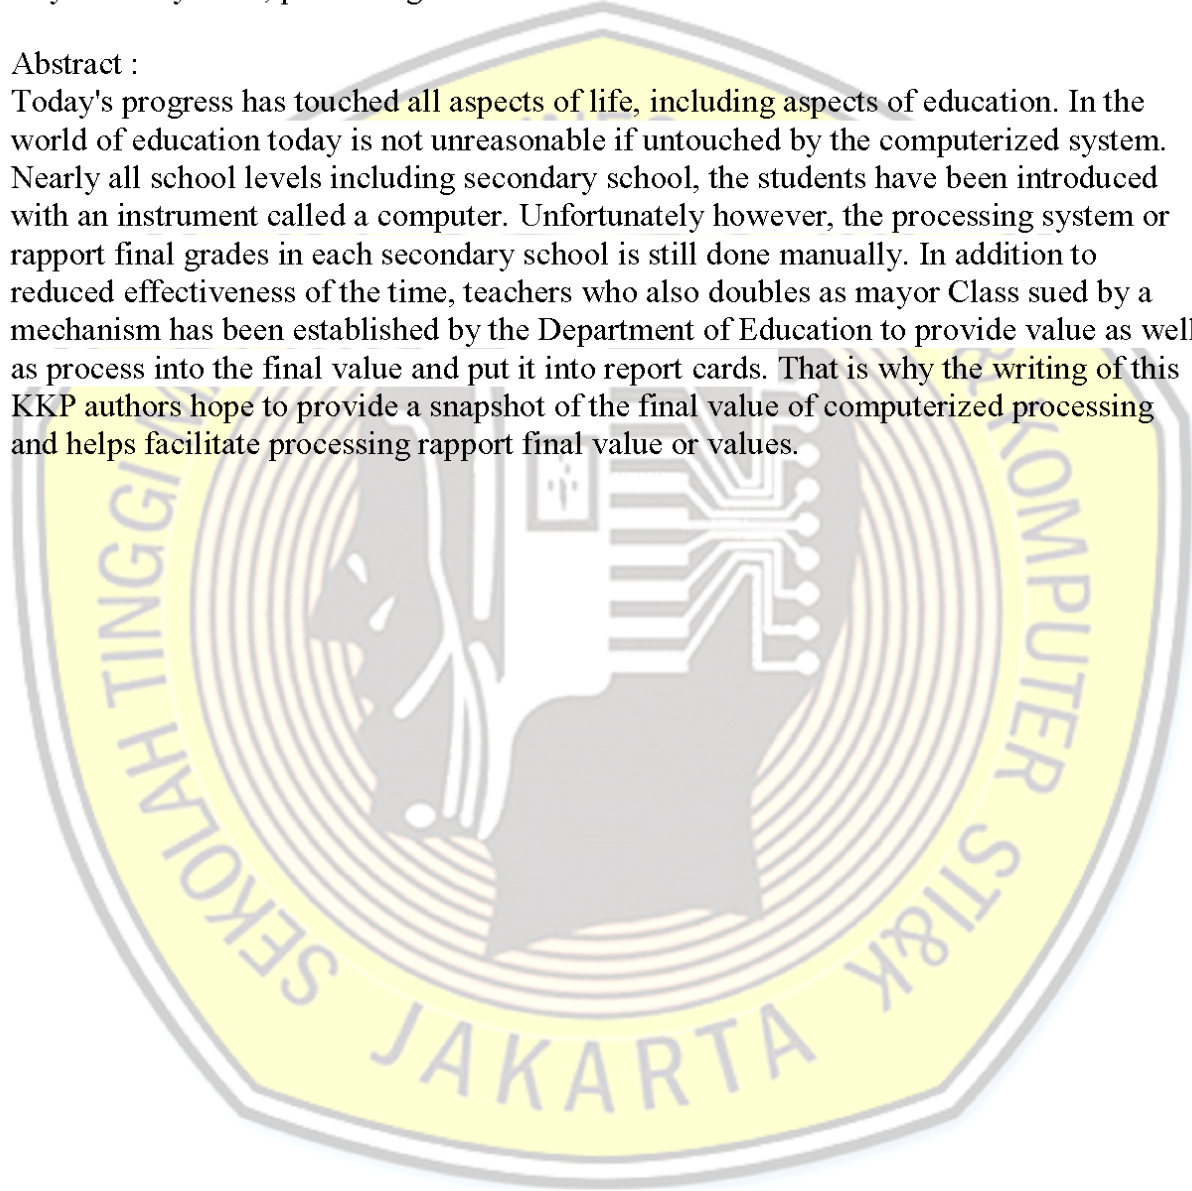 Abstract :
Today's progress has touched all aspects of life, including aspects of education. In the
world of education today is not unreasonable if untouched by the computerized system.
Nearly all school levels including secondary school, the students have been introduced
with an instrument called a computer. Unfortunately however, the processing system or
rapport final grades in each secondary school is still done manually. In addition to
reduced effectiveness of the time, teachers who also doubles as mayor Class sued by a
mechanism has been established by the Department of Education to provide value as well
as process into the final value and put it into report cards. That is why the writing of this
KKP authors hope to provide a snapshot of the final value of computerized processing
and helps facilitate processing rapport final value or values.
SEKOLAH TINGGI
& KOMPUTER STI&K
JAKARTA